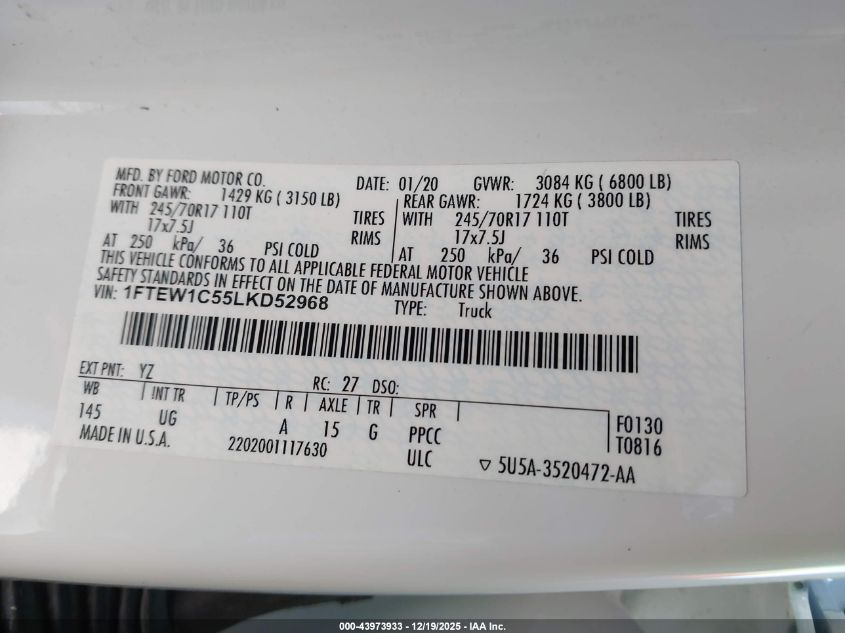 MFD. BY FORD MOTOR CO. DATE: 01/20 GVWR: 3084 KG ( 6800 LB)
FRONT GAWR: 1429 KG ( 3150 LB) REAR GAWR: 1724 KG ( 3800 LB)
WITH 245/70R17 110T TIRES WITH 245/70R17 110T TIRES
17x7.5J RIMS 17x7.5J RIMS
AT 250 kPa/ 36 PSI COLD AT 250 kPa/ 36 PSI COLD
THIS VEHICLE CONFORMS TO ALL APPLICABLE FEDERAL MOTOR VEHICLE
SAFETY STANDARDS IN EFFECT ON THE DATE OF MANUFACTURE SHOWN ABOVE.
VIN: 1FTEW1C55LKD52968 TYPE: Truck
EXT PNT: YZ RC: 27 DSO:
WB INT TR TP/PS R AXLE TR SPR
145 UG A 15 G PPCC F0130
MADE IN U.S.A. 2202001117630 ULC T0816
▽ 5U5A-3520472-AA
000-43973933 - 12/19/2025 - IAA Inc.